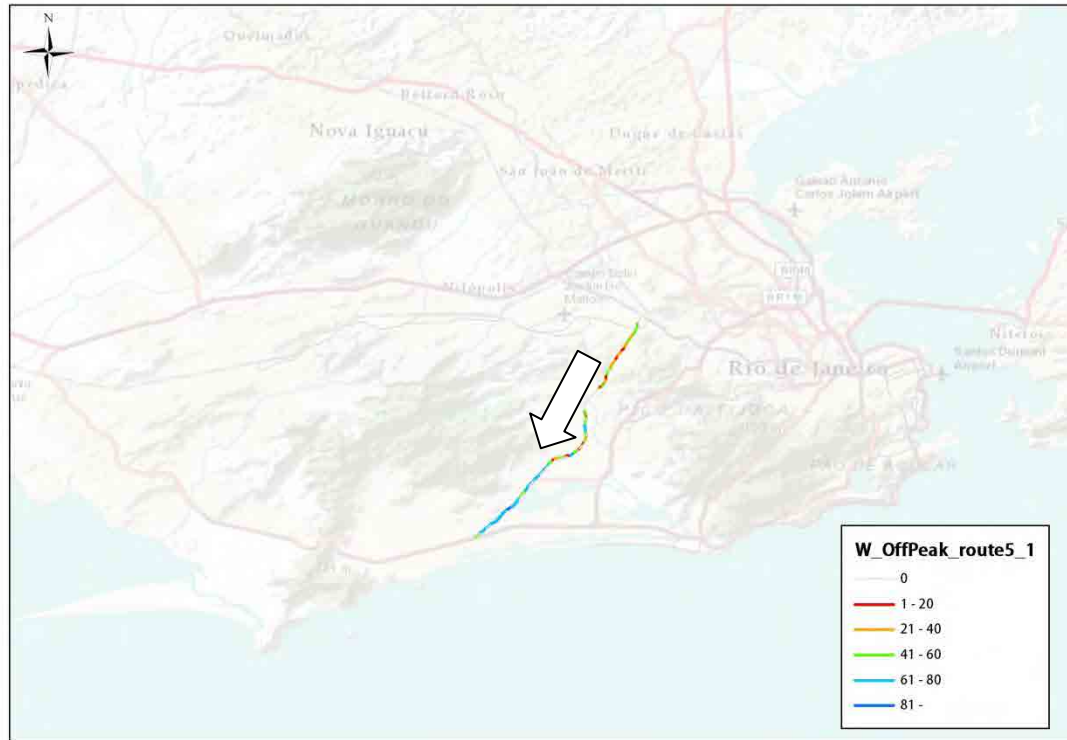 N
Queimados
Belford Roxo
Nova Iguaçu
Duque de Caxias
São João de Meriti
Galeão Antonio
Carlos Jobim Airport
Nilópolis
Niterói
Santos Dumont
Airport
Rio de Janeiro
W_OffPeak_route5_1
0
1 - 20
21 - 40
41 - 60
61 - 80
81 -